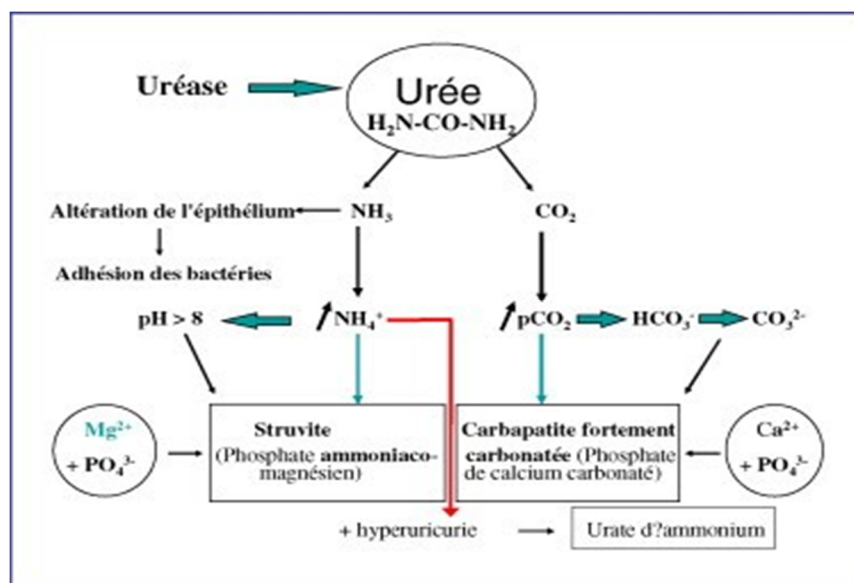 Uréase
Urée
H₂N-CO-NH₂
Altération de l'épithélium
NH₃
CO₂
Adhésion des bactéries
pH > 8
NH₄⁺
pCO₂
HCO₃⁻
CO₃²⁻
Mg²⁺
+ PO₄³⁻
Struvite
(Phosphate ammoniaco-
magnésien)
Carbapatite fortement
carbonatée (Phosphate
de calcium carbonaté)
Ca²⁺
+ PO₄³⁻
+ hyperuricurie
Urate d?ammonium